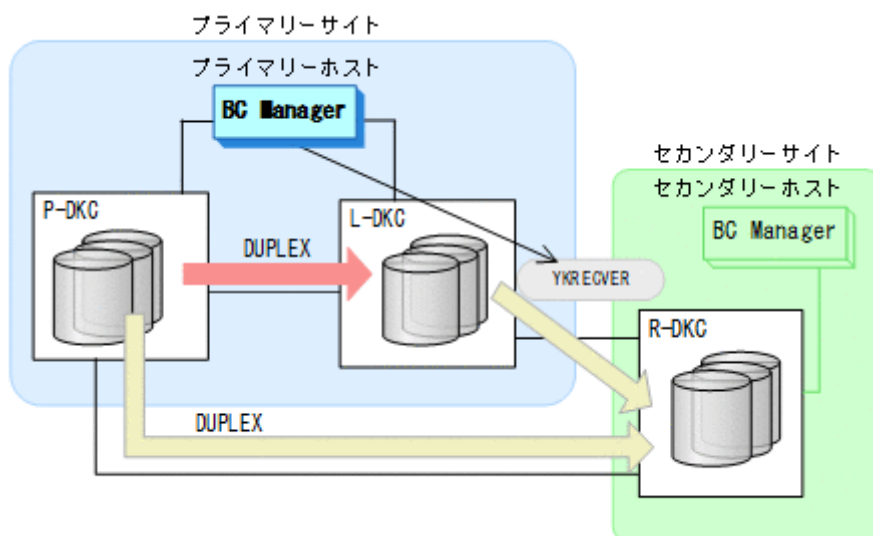 プライマリーサイト
プライマリーホスト
BC Manager
セカンダリーサイト
セカンダリーホスト
BC Manager
P-DKC
L-DKC
DUPLEX
YKRECVER
R-DKC
DUPLEX